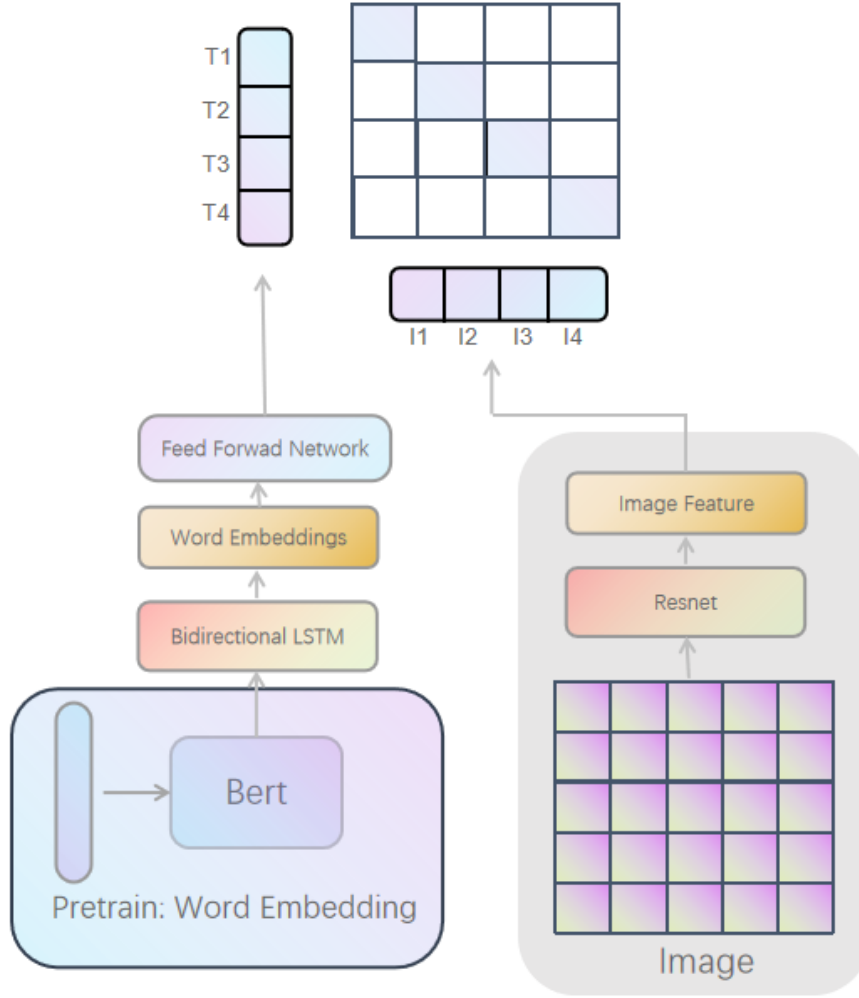 T1
T2
T3
T4
I1 I2 I3 I4
Feed Forwad Network
Word Embeddings
Bidirectional LSTM
Bert
Pretrain: Word Embedding
Image Feature
Resnet
Image